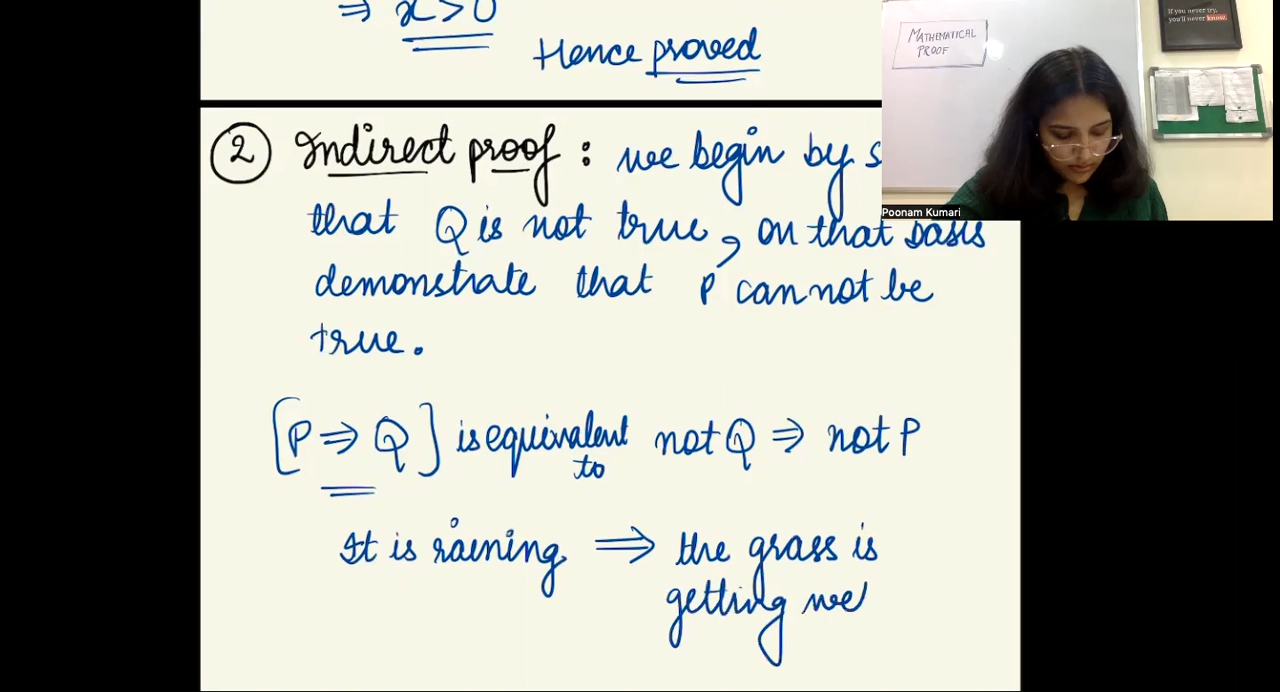 ⇒ x>0
Hence proved
② Indirect proof : we begin by s
that Q is not true, on that basis
demonstrate that P cannot be
true.
[P ⇒ Q] is equivalent to not Q ⇒ not P
It is raining ⇒ the grass is
getting we
MATHEMATICAL
PROOF
If you never try,
you'll never know.
Poonam Kumari